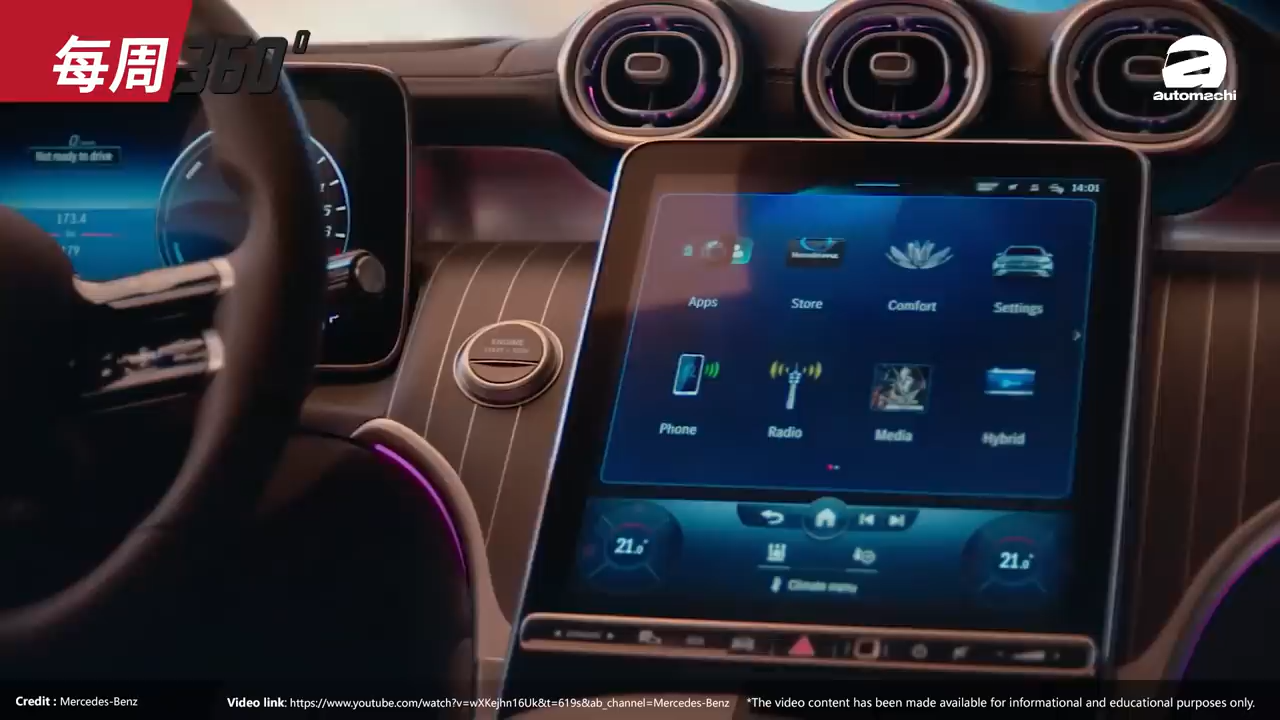 每周360°
automachi
Not ready to drive
173.4
179
ENGINE
START STOP
14:01
Apps
Store
Comfort
Settings
Phone
Radio
Media
Hybrid
21.0°
21.0°
Climate menu
Credit : Mercedes-Benz
Video link: https://www.youtube.com/watch?v=wXKejhn16Uk&t=619s&ab_channel=Mercedes-Benz
*The video content has been made available for informational and educational purposes only.